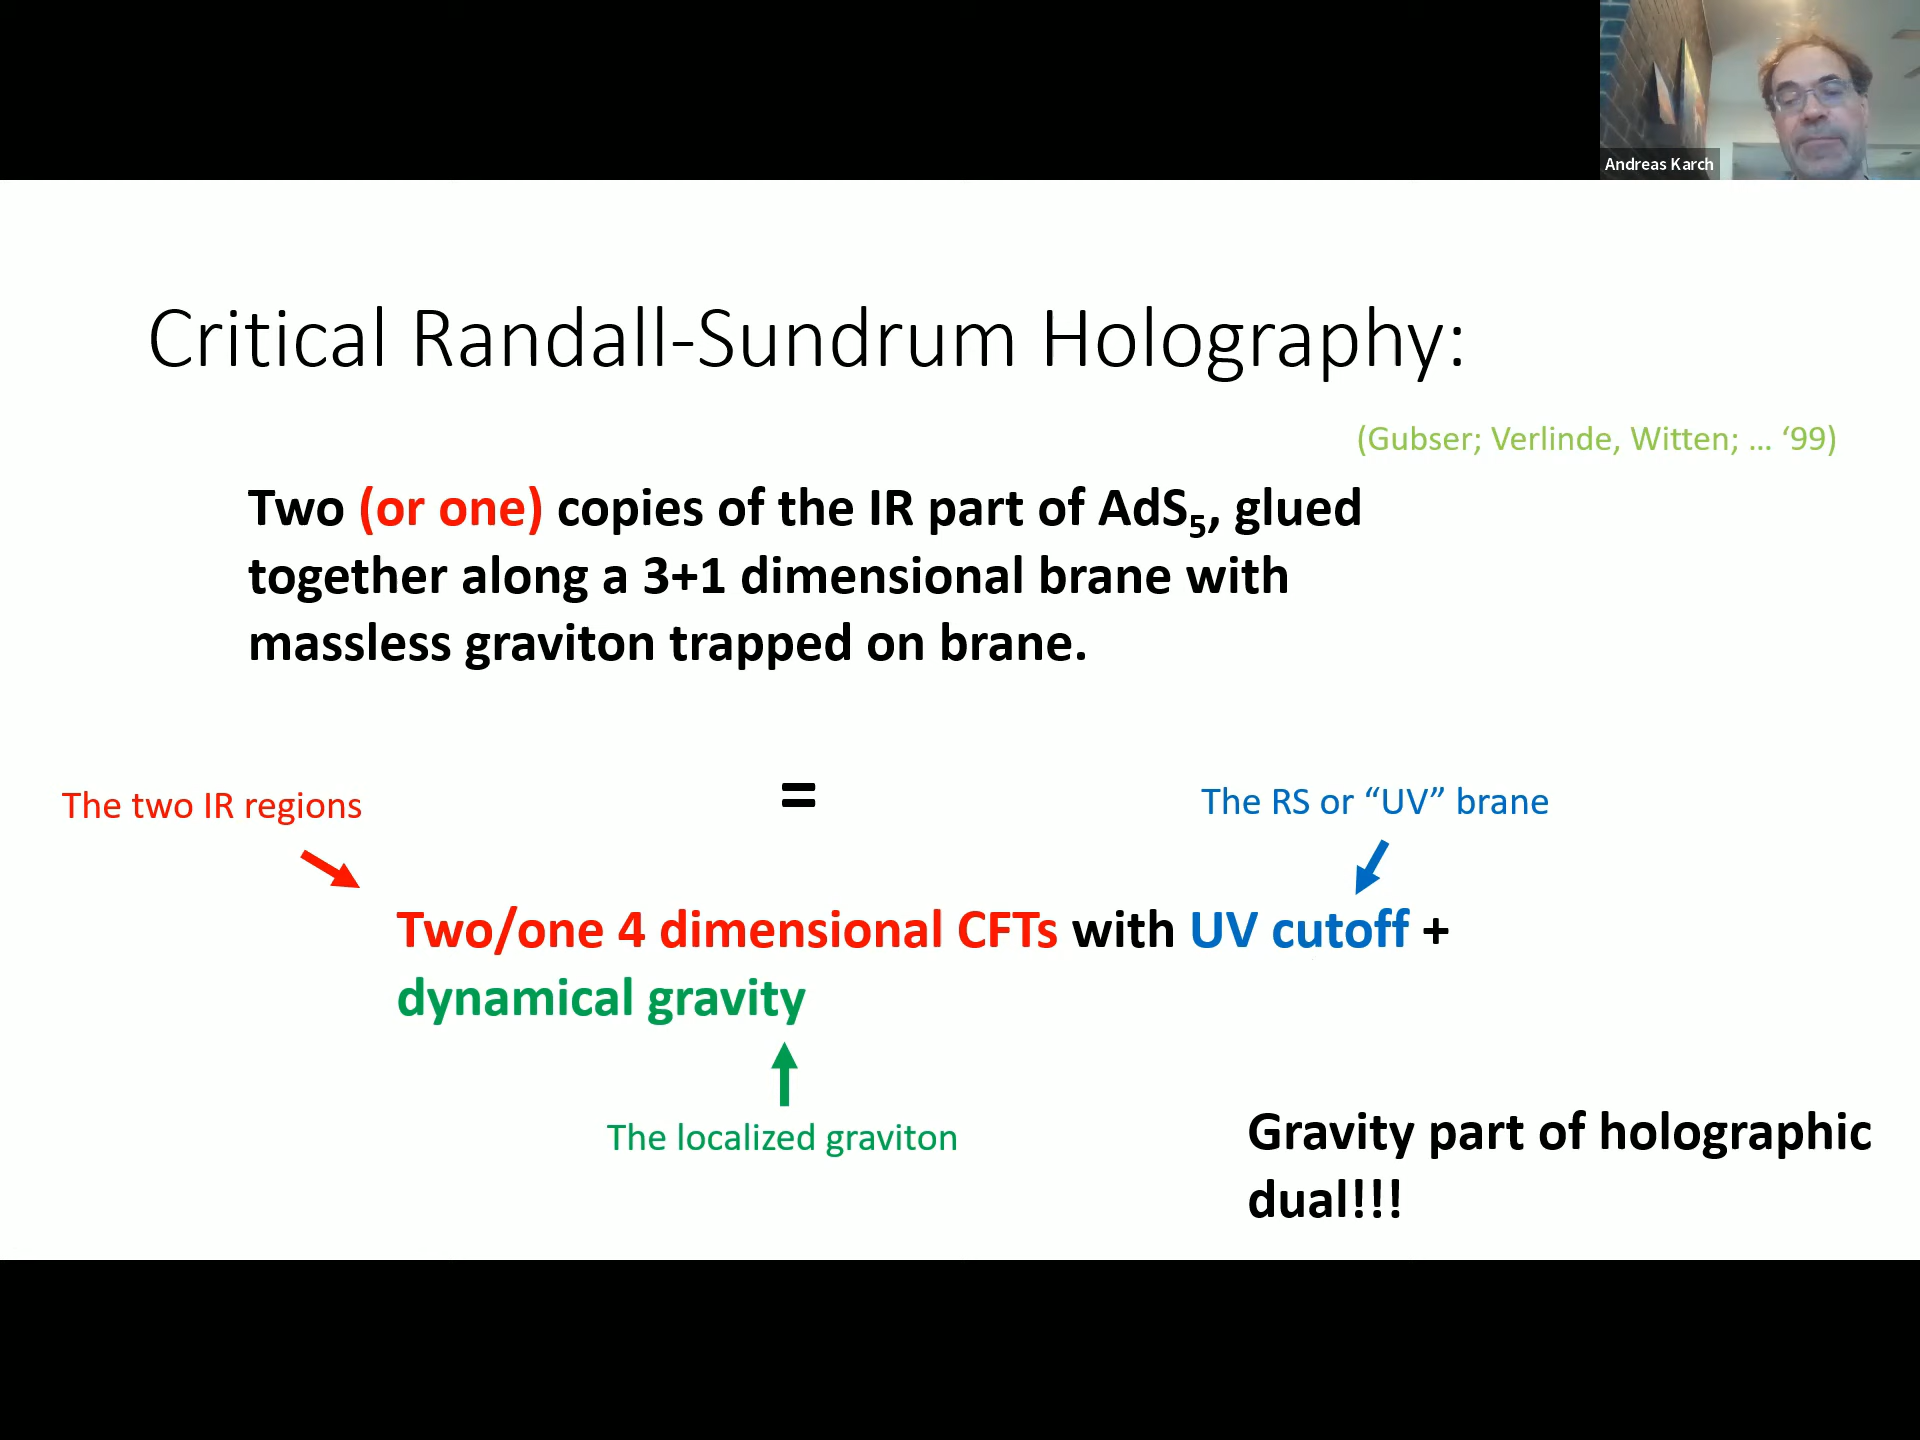 Andreas Karch
Critical Randall-Sundrum Holography:
(Gubser; Verlinde, Witten; … ‘99)
Two (or one) copies of the IR part of AdS₅, glued
together along a 3+1 dimensional brane with
massless graviton trapped on brane.
=
The two IR regions
The RS or “UV” brane
Two/one 4 dimensional CFTs with UV cutoff +
dynamical gravity
The localized graviton
Gravity part of holographic
dual!!!